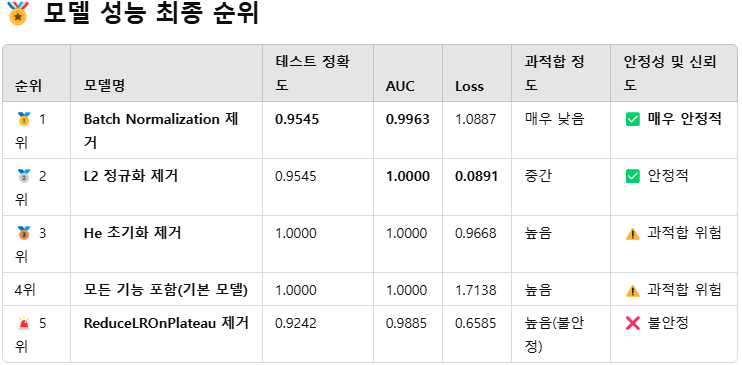 🏅 모델 성능 최종 순위
순위 모델명 테스트 정확도 AUC Loss 과적합 정도 안정성 및 신뢰도
🥇 1위 Batch Normalization 제거 0.9545 0.9963 1.0887 매우 낮음 ✅ 매우 안정적
🥈 2위 L2 정규화 제거 0.9545 1.0000 0.0891 중간 ✅ 안정적
🥉 3위 He 초기화 제거 1.0000 1.0000 0.9668 높음 ⚠️ 과적합 위험
4위 모든 기능 포함(기본 모델) 1.0000 1.0000 1.7138 높음 ⚠️ 과적합 위험
🚨 5위 ReduceLROnPlateau 제거 0.9242 0.9885 0.6585 높음(불안정) ❌ 불안정